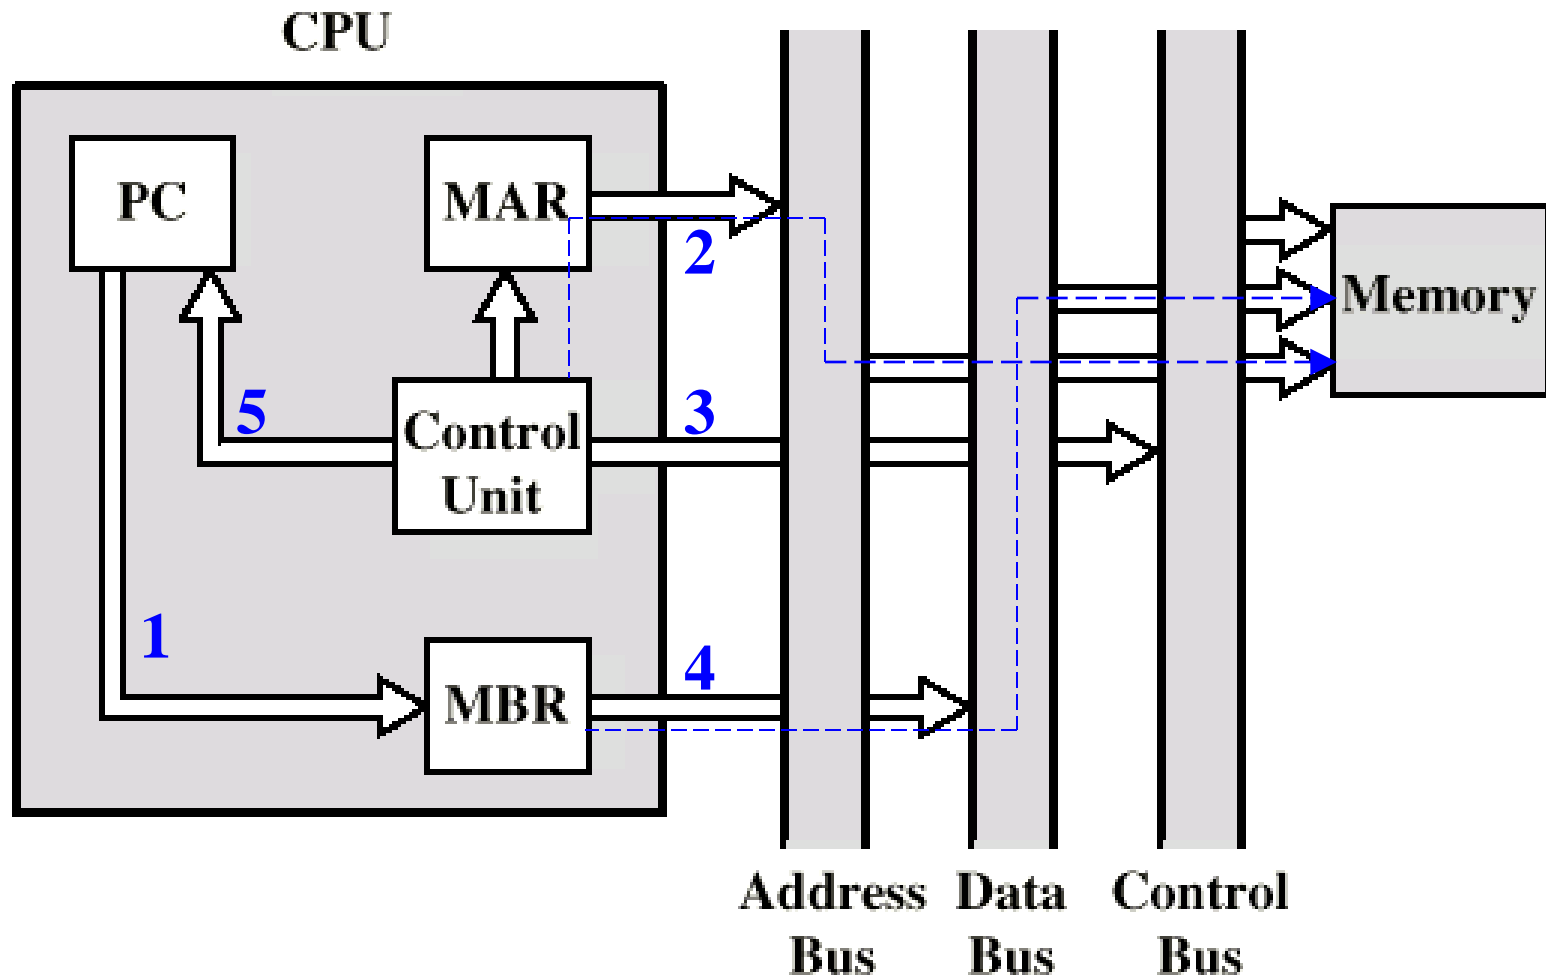 CPU
PC
MAR
2
Memory
5
3
Control
Unit
1
4
MBR
Address
Bus
Data
Bus
Control
Bus